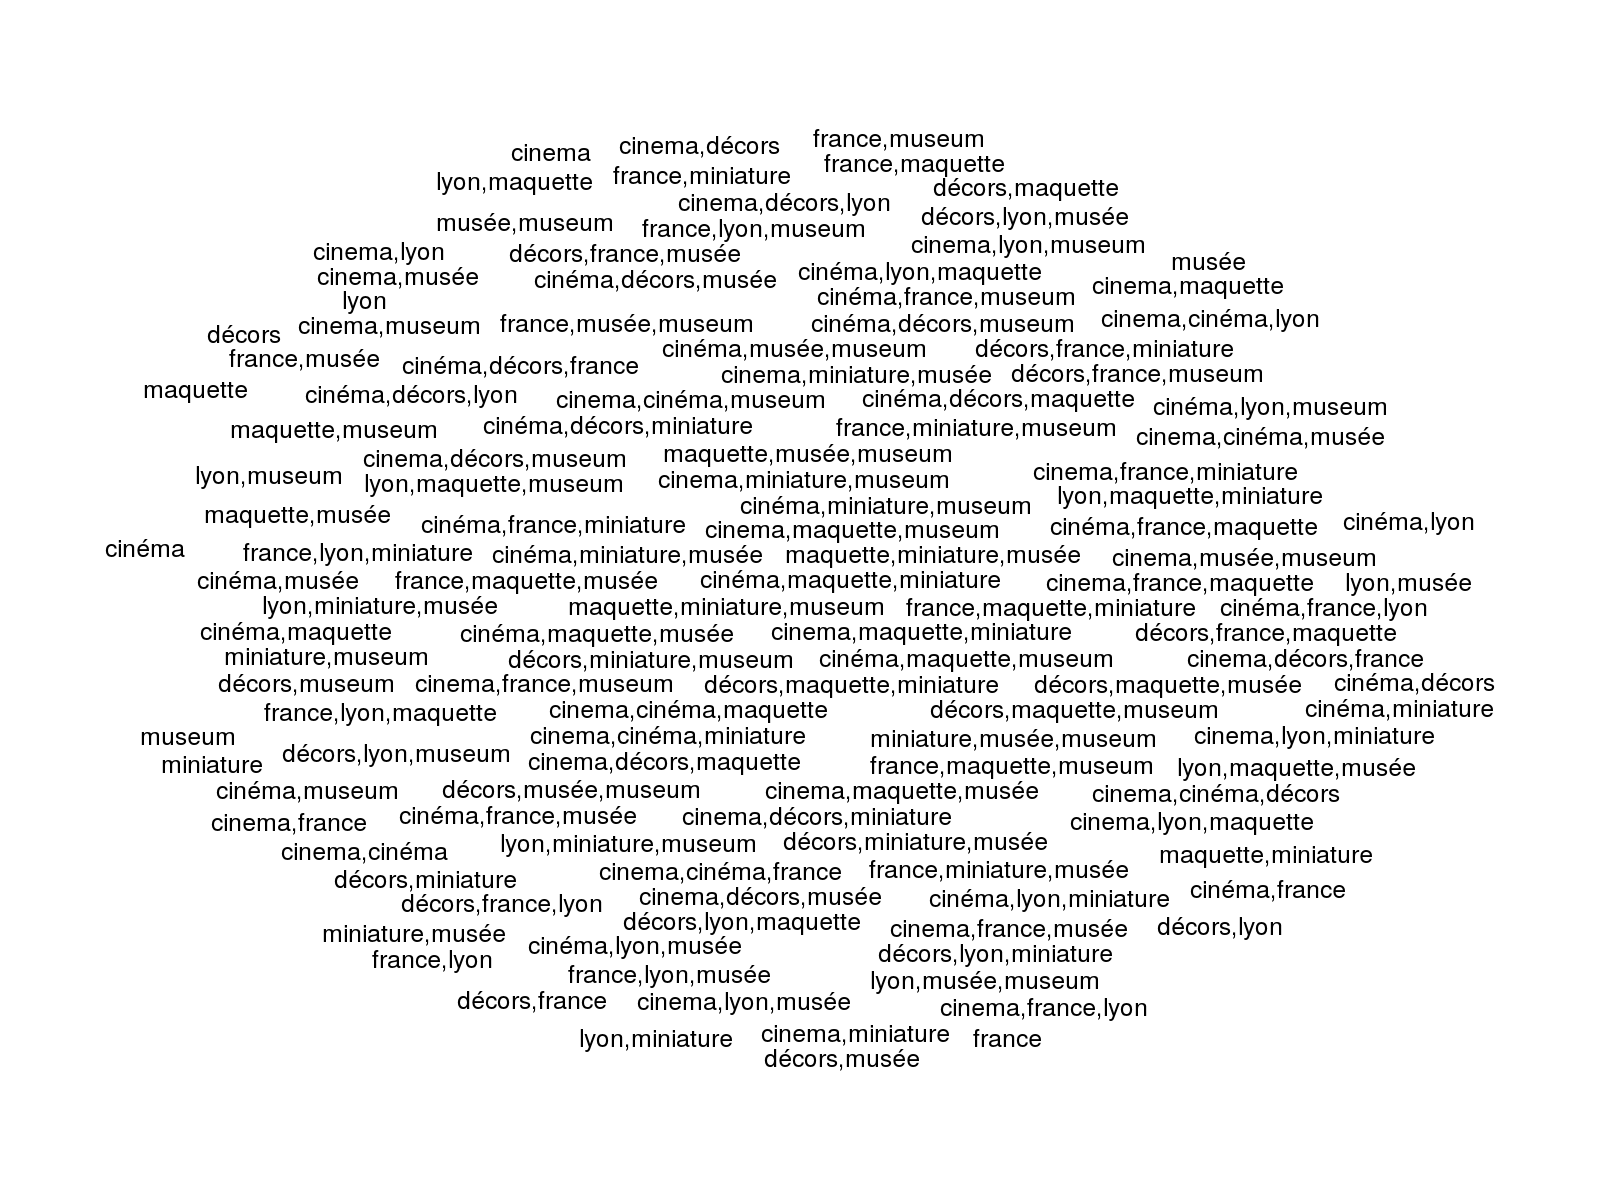 cinema
cinema,décors
france,museum
france,maquette
lyon,maquette
france,miniature
décors,maquette
cinema,décors,lyon
décors,lyon,musée
musée,museum
france,lyon,museum
cinema,lyon,museum
cinema,lyon
décors,france,musée
musée
cinéma,lyon,maquette
cinema,musée
cinéma,décors,musée
cinema,maquette
lyon
cinéma,france,museum
cinema,museum
france,musée,museum
cinéma,décors,museum
cinema,cinéma,lyon
décors
cinéma,musée,museum
décors,france,miniature
france,musée
cinéma,décors,france
cinema,miniature,musée
décors,france,museum
maquette
cinéma,décors,lyon
cinema,cinéma,museum
cinéma,décors,maquette
cinéma,lyon,museum
maquette,museum
cinéma,décors,miniature
france,miniature,museum
cinema,cinéma,musée
cinema,décors,museum
maquette,musée,museum
lyon,museum
lyon,maquette,museum
cinema,miniature,museum
cinema,france,miniature
lyon,maquette,miniature
cinéma,miniature,museum
maquette,musée
cinéma,france,miniature
cinema,maquette,museum
cinéma,france,maquette
cinéma,lyon
cinéma
france,lyon,miniature
cinéma,miniature,musée
maquette,miniature,musée
cinema,musée,museum
cinéma,musée
france,maquette,musée
cinéma,maquette,miniature
cinema,france,maquette
lyon,musée
lyon,miniature,musée
maquette,miniature,museum
france,maquette,miniature
cinéma,france,lyon
cinéma,maquette
cinéma,maquette,musée
cinema,maquette,miniature
décors,france,maquette
miniature,museum
décors,miniature,museum
cinéma,maquette,museum
cinema,décors,france
décors,museum
cinema,france,museum
décors,maquette,miniature
décors,maquette,musée
cinéma,décors
france,lyon,maquette
cinema,cinéma,maquette
décors,maquette,museum
cinéma,miniature
museum
cinema,cinéma,miniature
miniature,musée,museum
cinema,lyon,miniature
miniature
décors,lyon,museum
cinema,décors,maquette
france,maquette,museum
lyon,maquette,musée
cinéma,museum
décors,musée,museum
cinema,maquette,musée
cinema,cinéma,décors
cinema,france
cinéma,france,musée
cinema,décors,miniature
cinema,lyon,maquette
cinema,cinéma
lyon,miniature,museum
décors,miniature,musée
maquette,miniature
décors,miniature
cinema,cinéma,france
france,miniature,musée
cinéma,france
décors,france,lyon
cinema,décors,musée
cinéma,lyon,miniature
décors,lyon,maquette
cinema,france,musée
décors,lyon
miniature,musée
cinéma,lyon,musée
décors,lyon,miniature
france,lyon
france,lyon,musée
lyon,musée,museum
décors,france
cinema,lyon,musée
cinema,france,lyon
lyon,miniature
cinema,miniature
france
décors,musée